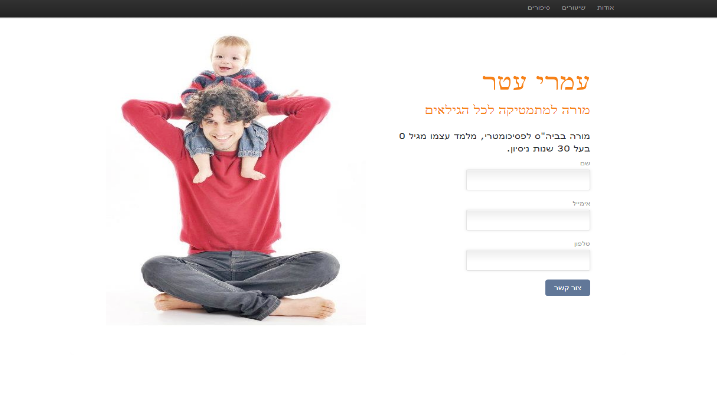 אודות שיעורים סיפורים
עמרי עטר
מורה למתמטיקה לכל הגילאים
מורה בביה"ס לפסיכומטרי, מלמד עצמו מגיל 0
בעל 30 שנות ניסיון.
שם
אימייל
טלפון
צור קשר